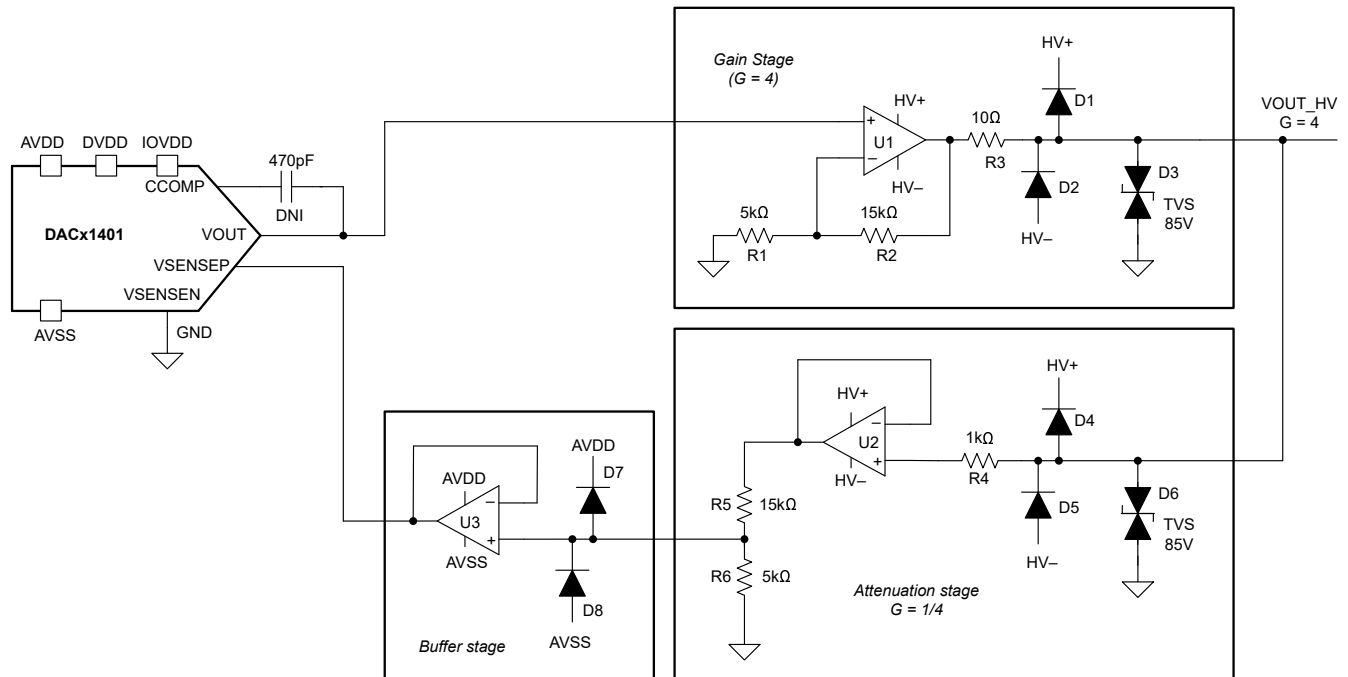 Gain Stage
(G = 4)
HV+
D1
HV+
+
U1
−
HV–
10Ω
R3
D2
HV–
D3
TVS
85V
VOUT_HV
G = 4
5kΩ
R1
15kΩ
R2
AVDD
DVDD
IOVDD
CCOMP
470pF
DNI
DACx1401
VOUT
VSENSEP
VSENSEN
AVSS
GND
HV+
−
U2
+
HV–
1kΩ
R4
HV+
D4
D5
HV–
D6
TVS
85V
R5
15kΩ
R6
5kΩ
Attenuation stage
G = 1/4
AVDD
−
U3
+
AVSS
AVDD
D7
D8
AVSS
Buffer stage